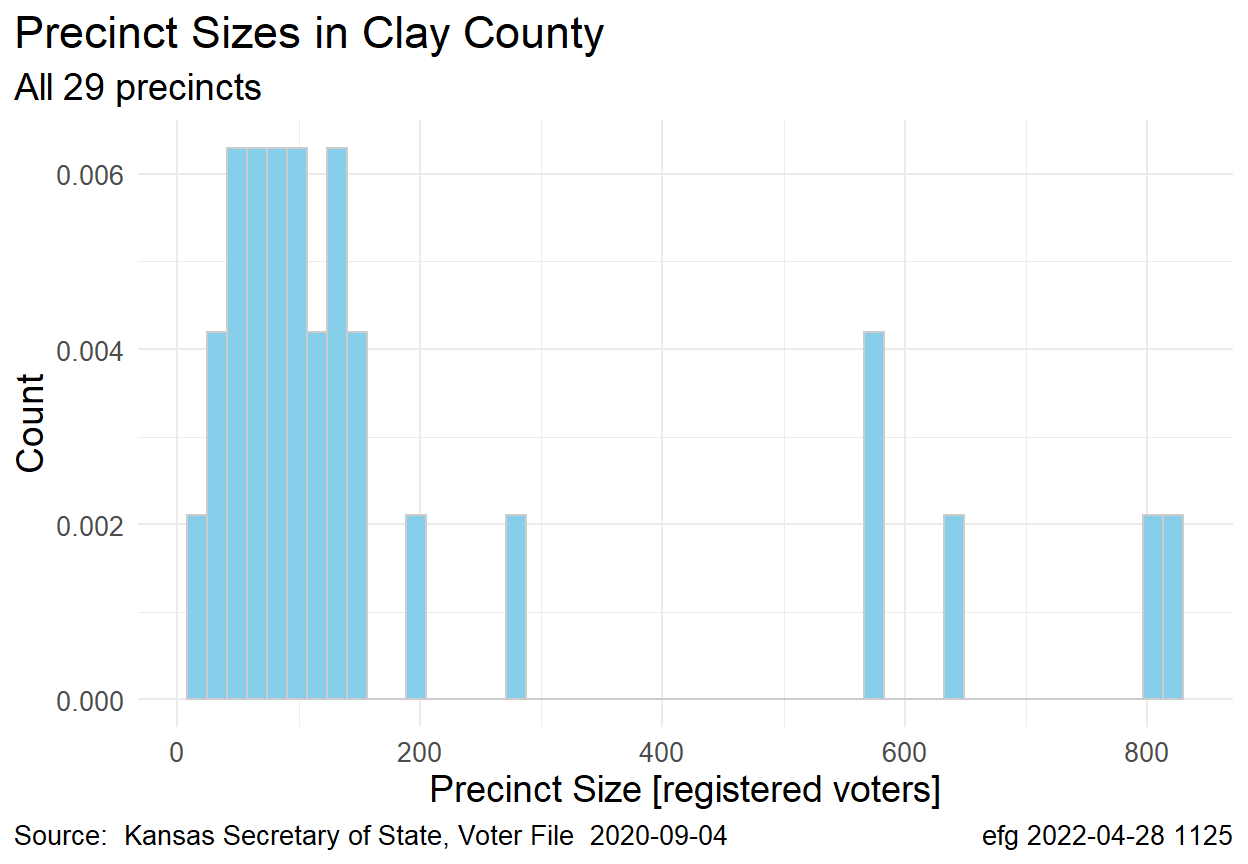 Precinct Sizes in Clay County
All 29 precincts
0.006
0.004
0.002
0.000
Count
0 200 400 600 800
Precinct Size [registered voters]
Source:  Kansas Secretary of State, Voter File  2020-09-04 efg 2022-04-28 1125